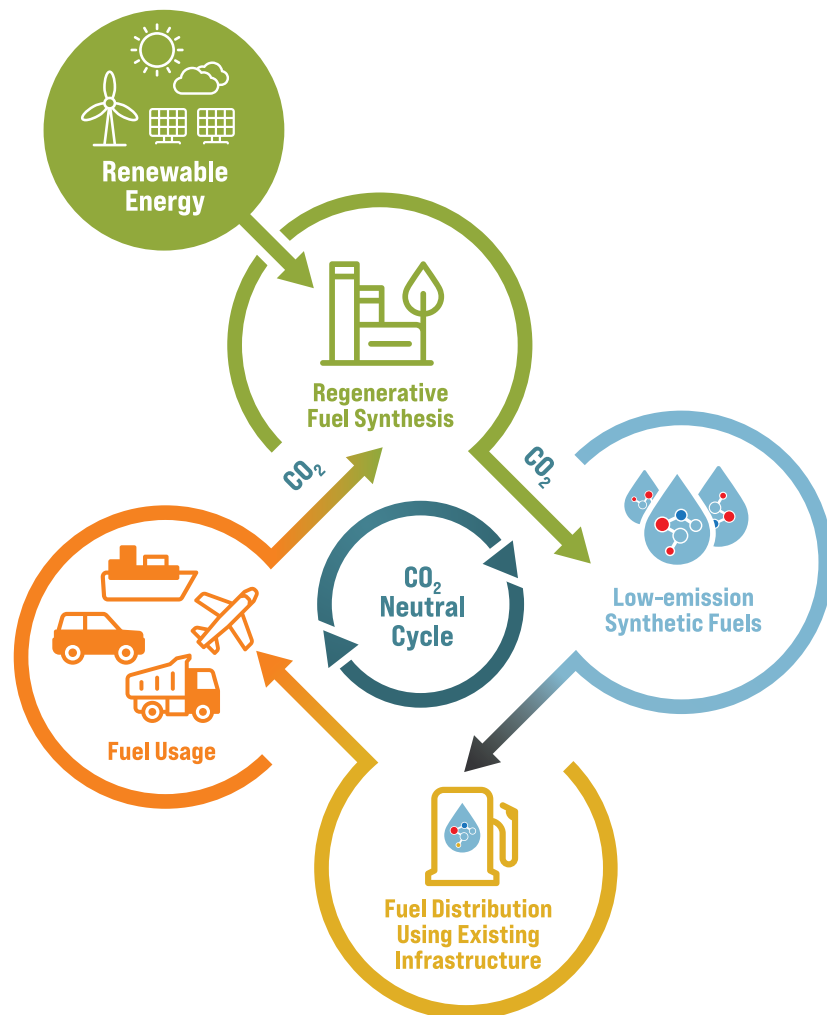 Renewable
Energy
Regenerative
Fuel Synthesis
CO₂
CO₂
Low-emission
Synthetic Fuels
CO₂
Neutral
Cycle
Fuel Usage
Fuel Distribution
Using Existing
Infrastructure